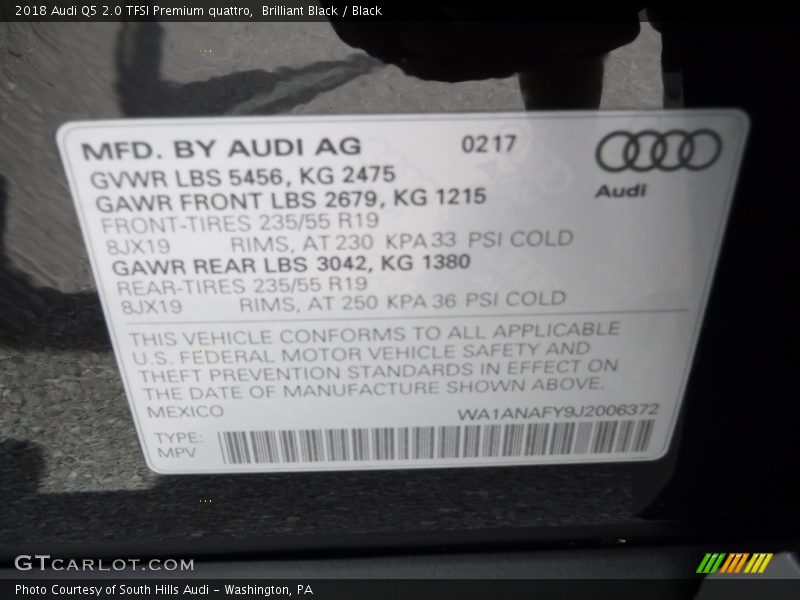 2018 Audi Q5 2.0 TFSI Premium quattro, Brilliant Black / Black
MFD. BY AUDI AG 0217
GVWR LBS 5456, KG 2475
GAWR FRONT LBS 2679, KG 1215
Audi
FRONT-TIRES 235/55 R19
8JX19 RIMS, AT 230 KPA 33 PSI COLD
GAWR REAR LBS 3042, KG 1380
REAR-TIRES 235/55 R19
8JX19 RIMS, AT 250 KPA 36 PSI COLD
THIS VEHICLE CONFORMS TO ALL APPLICABLE
U.S. FEDERAL MOTOR VEHICLE SAFETY AND
THEFT PREVENTION STANDARDS IN EFFECT ON
THE DATE OF MANUFACTURE SHOWN ABOVE.
MEXICO WA1ANAFY9J2006372
TYPE:
MPV
GTCARLOT.COM
Photo Courtesy of South Hills Audi - Washington, PA